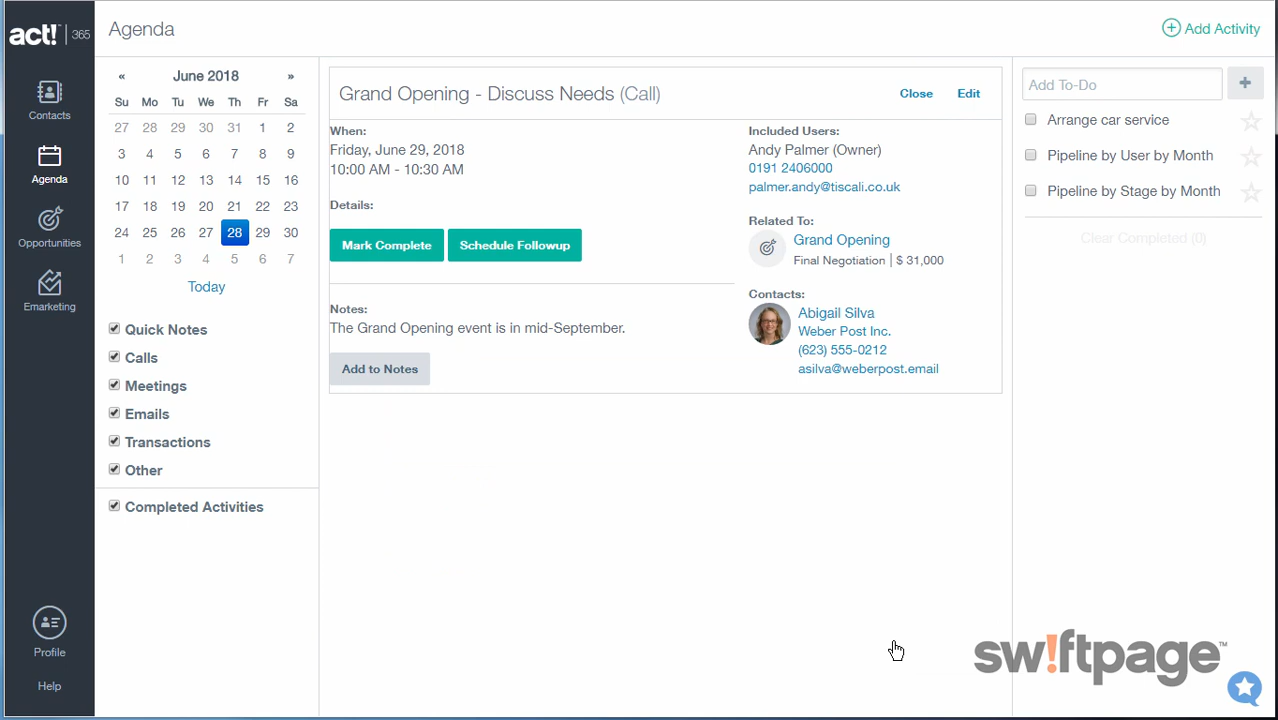 act! 365
Contacts
Agenda
Opportunities
Emarketing
Profile
Help
Agenda
Add Activity
« June 2018 »
Su Mo Tu We Th Fr Sa
27 28 29 30 31 1 2
3 4 5 6 7 8 9
10 11 12 13 14 15 16
17 18 19 20 21 22 23
24 25 26 27 28 29 30
1 2 3 4 5 6 7
Today
Quick Notes
Calls
Meetings
Emails
Transactions
Other
Completed Activities
Grand Opening - Discuss Needs (Call)
Close Edit
When:
Friday, June 29, 2018
10:00 AM - 10:30 AM
Details:
Mark Complete Schedule Followup
Notes:
The Grand Opening event is in mid-September.
Add to Notes
Included Users:
Andy Palmer (Owner)
0191 2406000
palmer.andy@tiscali.co.uk
Related To:
Grand Opening
Final Negotiation | $ 31,000
Contacts:
Abigail Silva
Weber Post Inc.
(623) 555-0212
asilva@weberpost.email
Add To-Do +
Arrange car service
Pipeline by User by Month
Pipeline by Stage by Month
Clear Completed (0)
sw!ftpage™